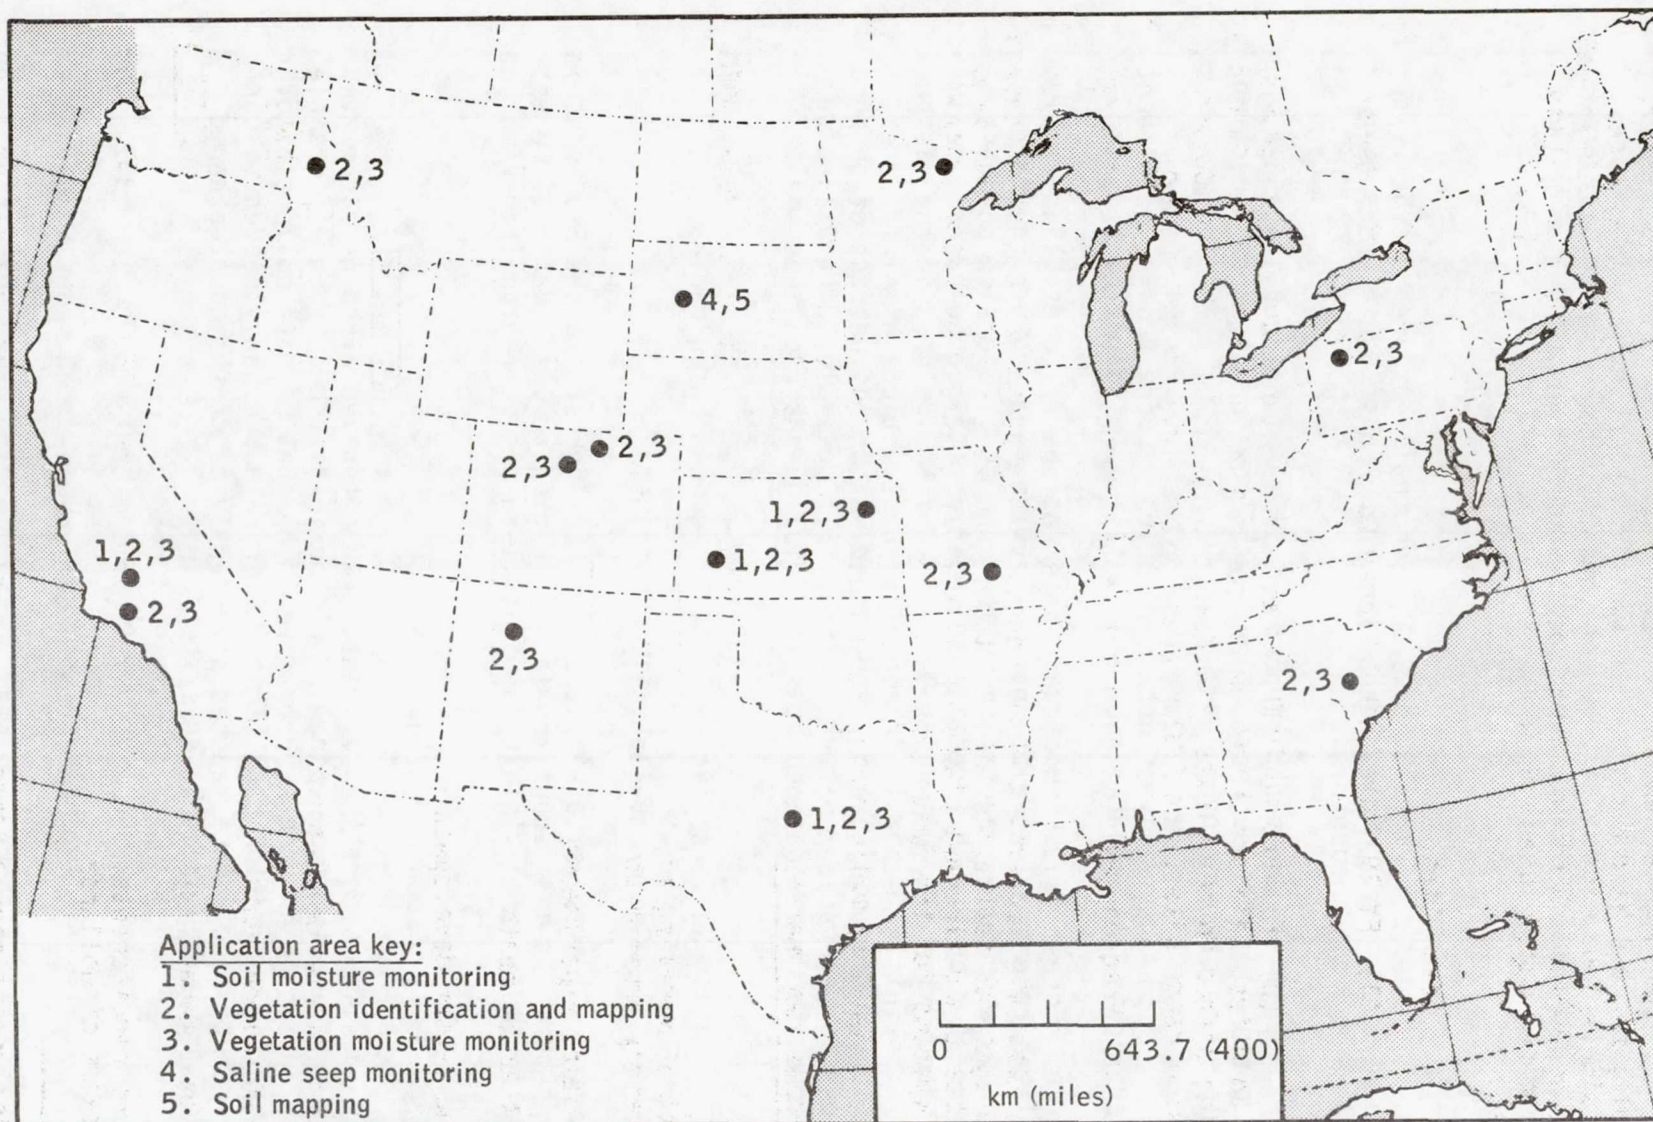 2,3
2,3
4,5
2,3
2,3
2,3
1,2,3
1,2,3
1,2,3
2,3
2,3
2,3
2,3
1,2,3
Application area key:
1. Soil moisture monitoring
2. Vegetation identification and mapping
3. Vegetation moisture monitoring
4. Saline seep monitoring
5. Soil mapping
0 643.7 (400)
km (miles)